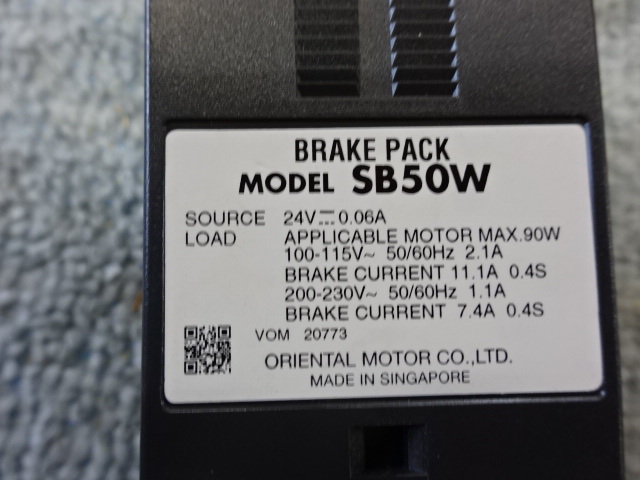 BRAKE PACK
MODEL SB50W
SOURCE 24V⎓0.06A
LOAD APPLICABLE MOTOR MAX.90W
100-115V~ 50/60Hz 2.1A
BRAKE CURRENT 11.1A 0.4S
200-230V~ 50/60Hz 1.1A
BRAKE CURRENT 7.4A 0.4S
VOM 20773
ORIENTAL MOTOR CO.,LTD.
MADE IN SINGAPORE